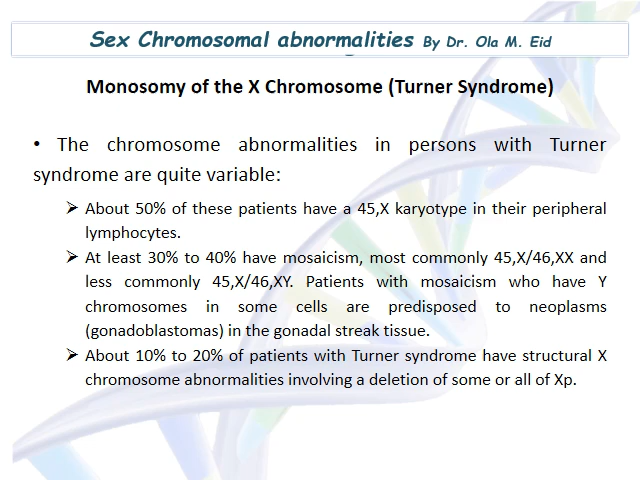 Sex Chromosomal abnormalities By Dr. Ola M. Eid
Monosomy of the X Chromosome (Turner Syndrome)
• The chromosome abnormalities in persons with Turner
syndrome are quite variable:
➢ About 50% of these patients have a 45,X karyotype in their peripheral
lymphocytes.
➢ At least 30% to 40% have mosaicism, most commonly 45,X/46,XX and
less commonly 45,X/46,XY. Patients with mosaicism who have Y
chromosomes in some cells are predisposed to neoplasms
(gonadoblastomas) in the gonadal streak tissue.
➢ About 10% to 20% of patients with Turner syndrome have structural X
chromosome abnormalities involving a deletion of some or all of Xp.